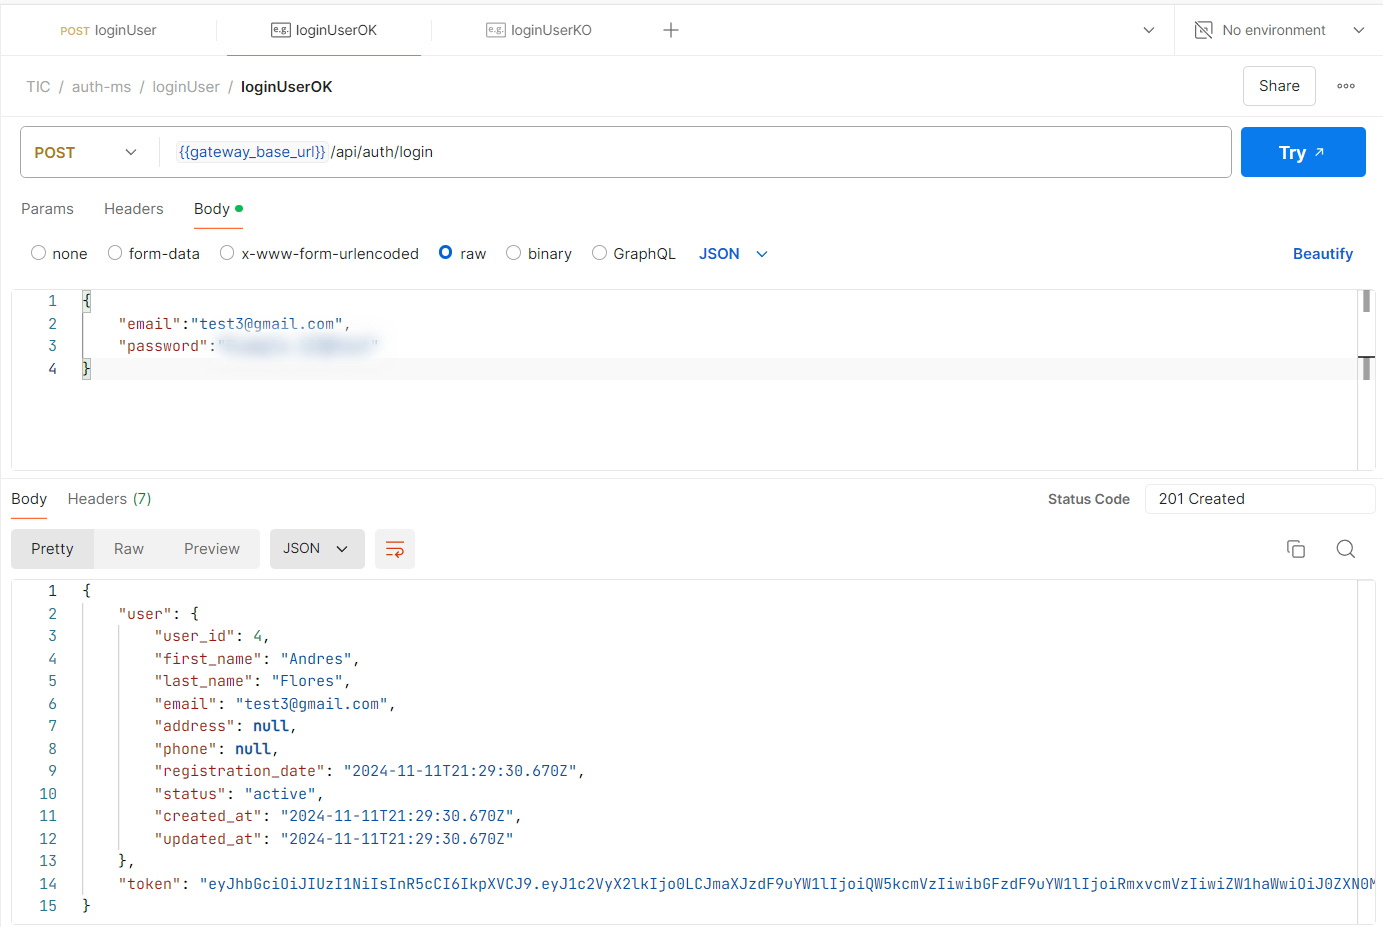 POST loginUser
e.g. loginUserOK
e.g. loginUserKO
No environment
TIC / auth-ms / loginUser / loginUserOK
Share
POST
{{gateway_base_url}} /api/auth/login
Try
Params Headers Body
none form-data x-www-form-urlencoded raw binary GraphQL JSON
Beautify
1 {
2 "email":"test3@gmail.com",
3 "password":"
4 }
Body Headers (7)
Status Code 201 Created
Pretty Raw Preview JSON
1 {
2 "user": {
3 "user_id": 4,
4 "first_name": "Andres",
5 "last_name": "Flores",
6 "email": "test3@gmail.com",
7 "address": null,
8 "phone": null,
9 "registration_date": "2024-11-11T21:29:30.670Z",
10 "status": "active",
11 "created_at": "2024-11-11T21:29:30.670Z",
12 "updated_at": "2024-11-11T21:29:30.670Z"
13 },
14 "token": "eyJhbGciOiJIUzI1NiIsInR5cCI6IkpXVCJ9.eyJ1c2VyX2lkIjo0LCJmaXJzdF9uYW1lIjoiQW5kcmVzIiwibGFzdF9uYW1lIjoiRmxvcmVzIiwiZW1haWwiOiJ0ZXN0M
15 }